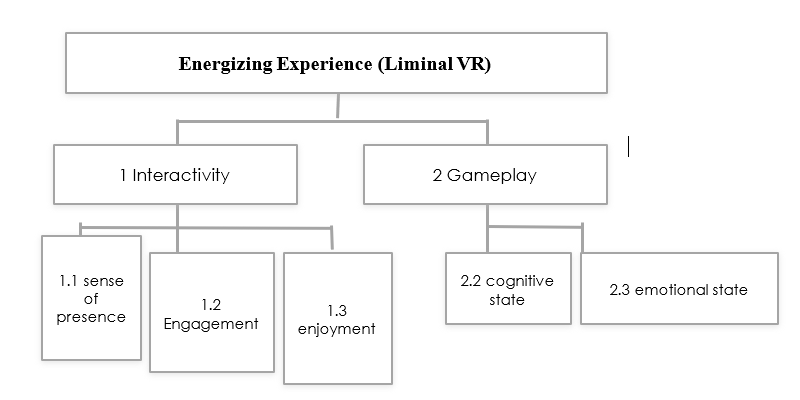 Energizing Experience (Liminal VR)
1 Interactivity
2 Gameplay
1.1 sense
of
presence
1.2
Engagement
1.3
enjoyment
2.2 cognitive
state
2.3 emotional state